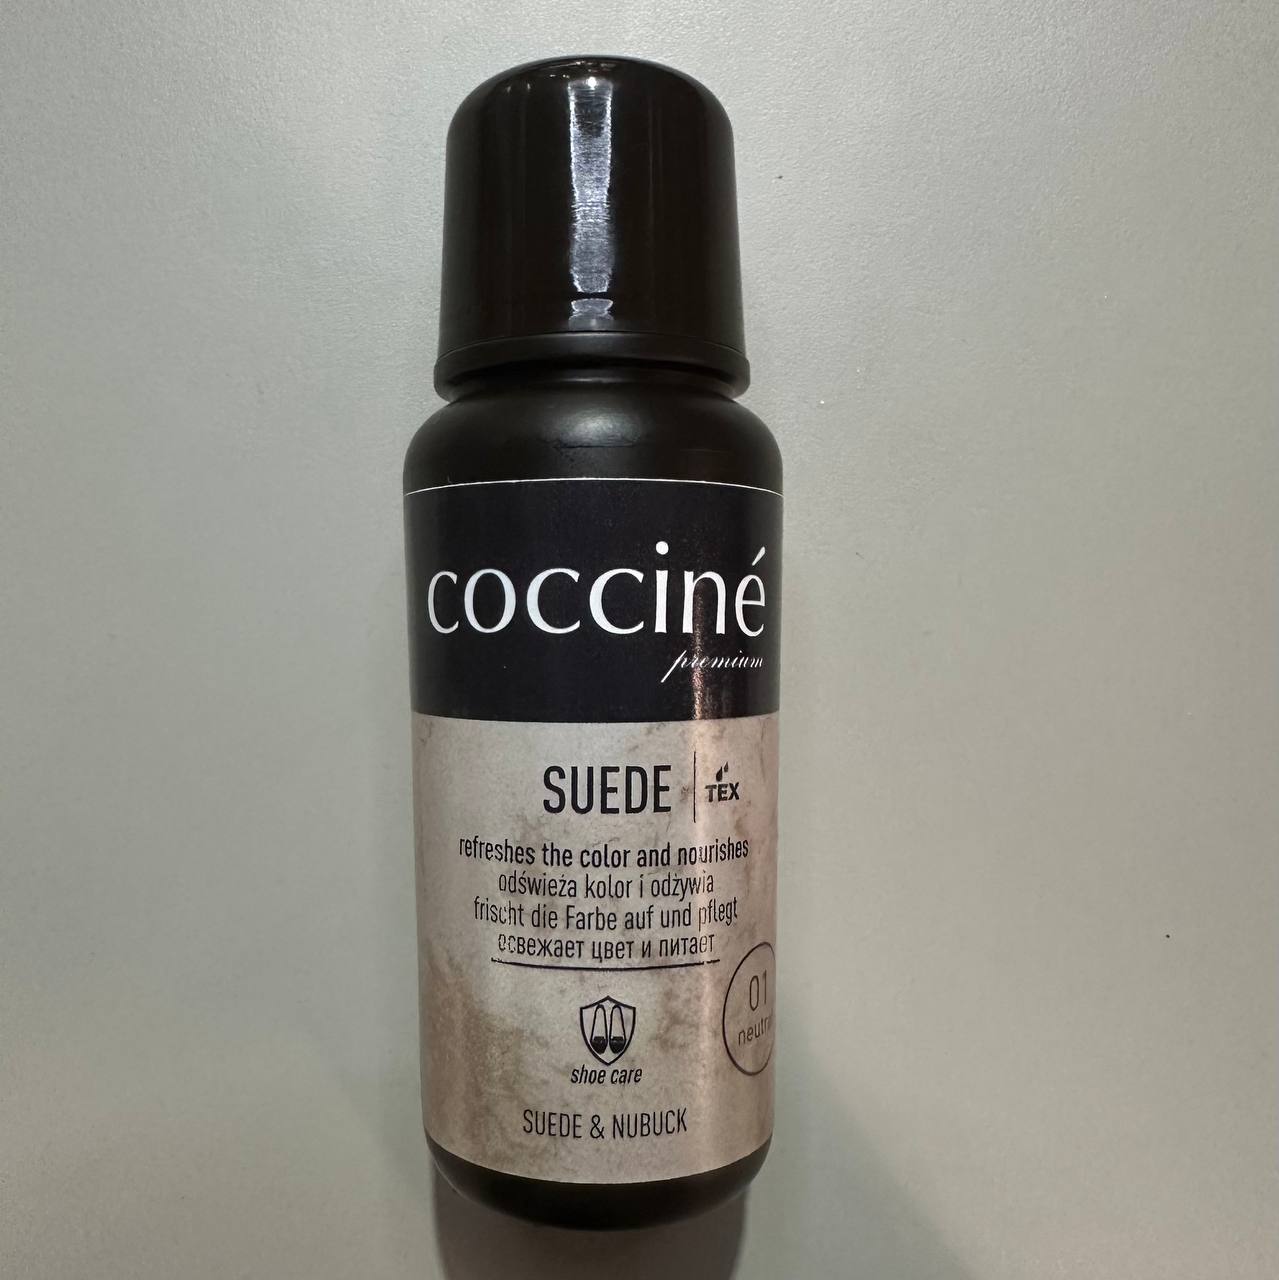 cocciné
premium
SUEDE
TEX
refreshes the color and nourishes
odświeża kolor i odżywia
frischt die Farbe auf und pflegt
освежает цвет и питает
01
shoe care
SUEDE & NUBUCK